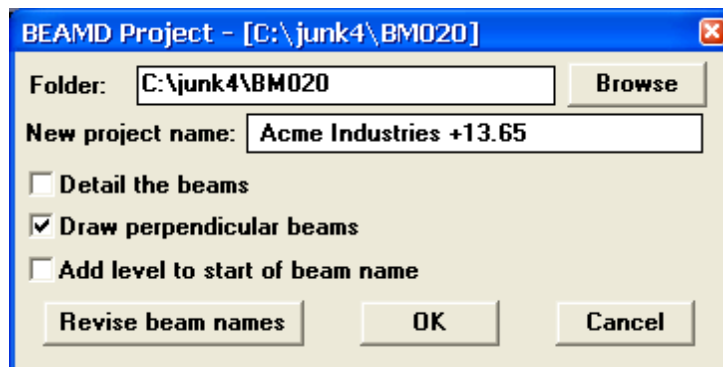 BEAMD Project - [C:\junk4\BM020]
Folder: C:\junk4\BM020 Browse
New project name: Acme Industries +13.65
Detail the beams
Draw perpendicular beams
Add level to start of beam name
Revise beam names OK Cancel